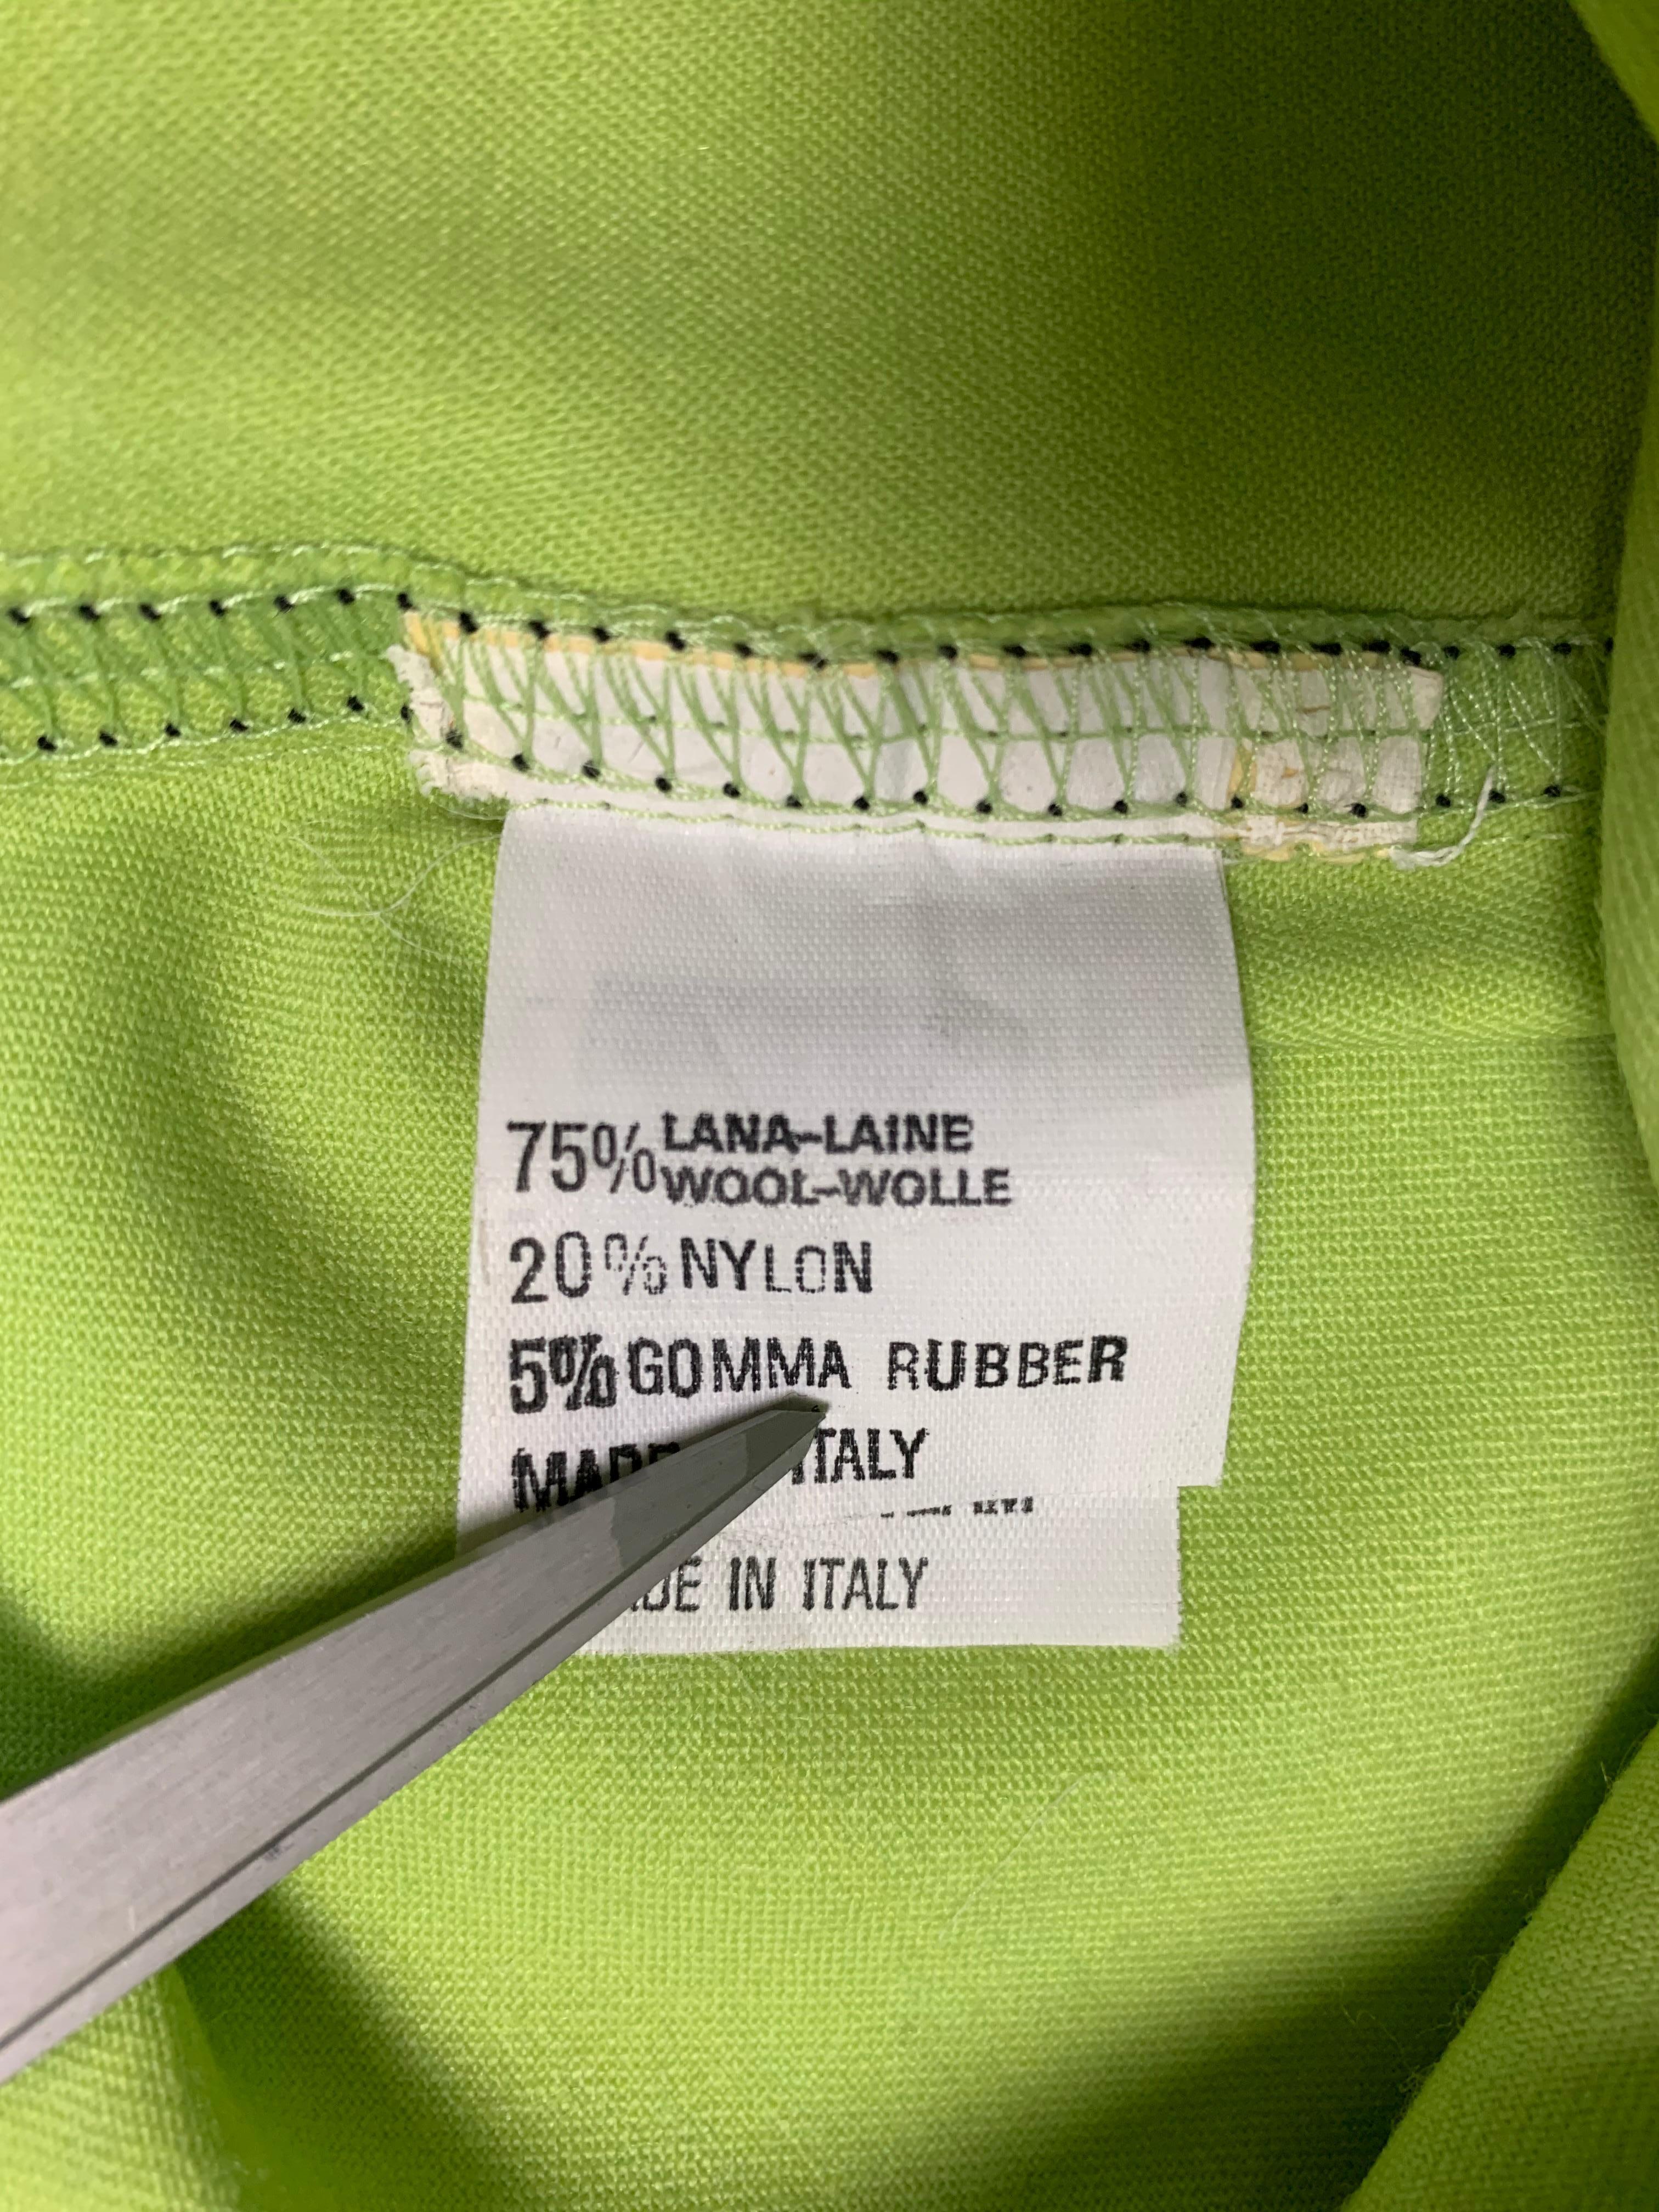 75% LANA-LAINE
WOOL-WOLLE
20% NYLON
5% GOMMA RUBBER
ITALY
IN ITALY